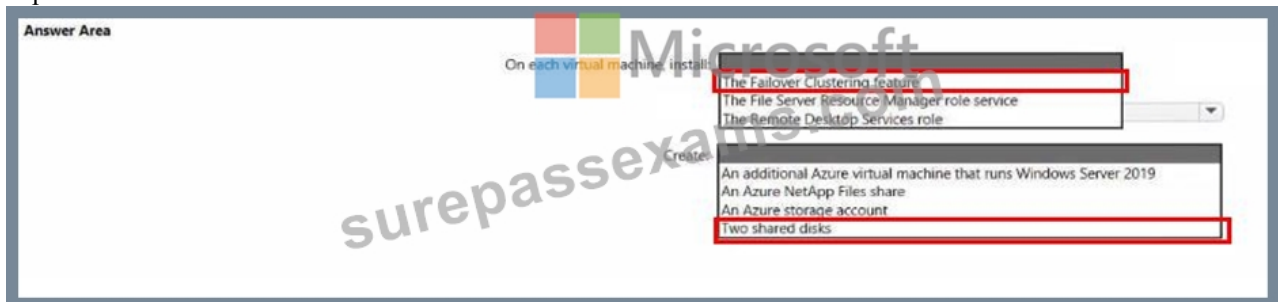 Answer Area
Microsoft
On each virtual machine, install:
The Failover Clustering feature
The File Server Resource Manager role service
The Remote Desktop Services role
Create:
An additional Azure virtual machine that runs Windows Server 2019
An Azure NetApp Files share
An Azure storage account
Two shared disks
surepassexams.com